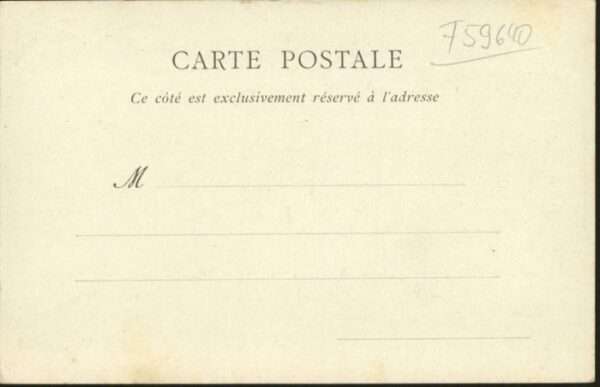 759640
CARTE POSTALE
Ce côté est exclusivement réservé à l'adresse
M